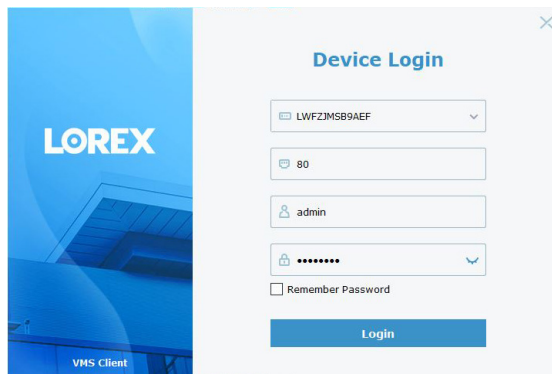 LOREX
VMS Client
Device Login
LWFZJMSB9AEF
80
admin
••••••••
Remember Password
Login